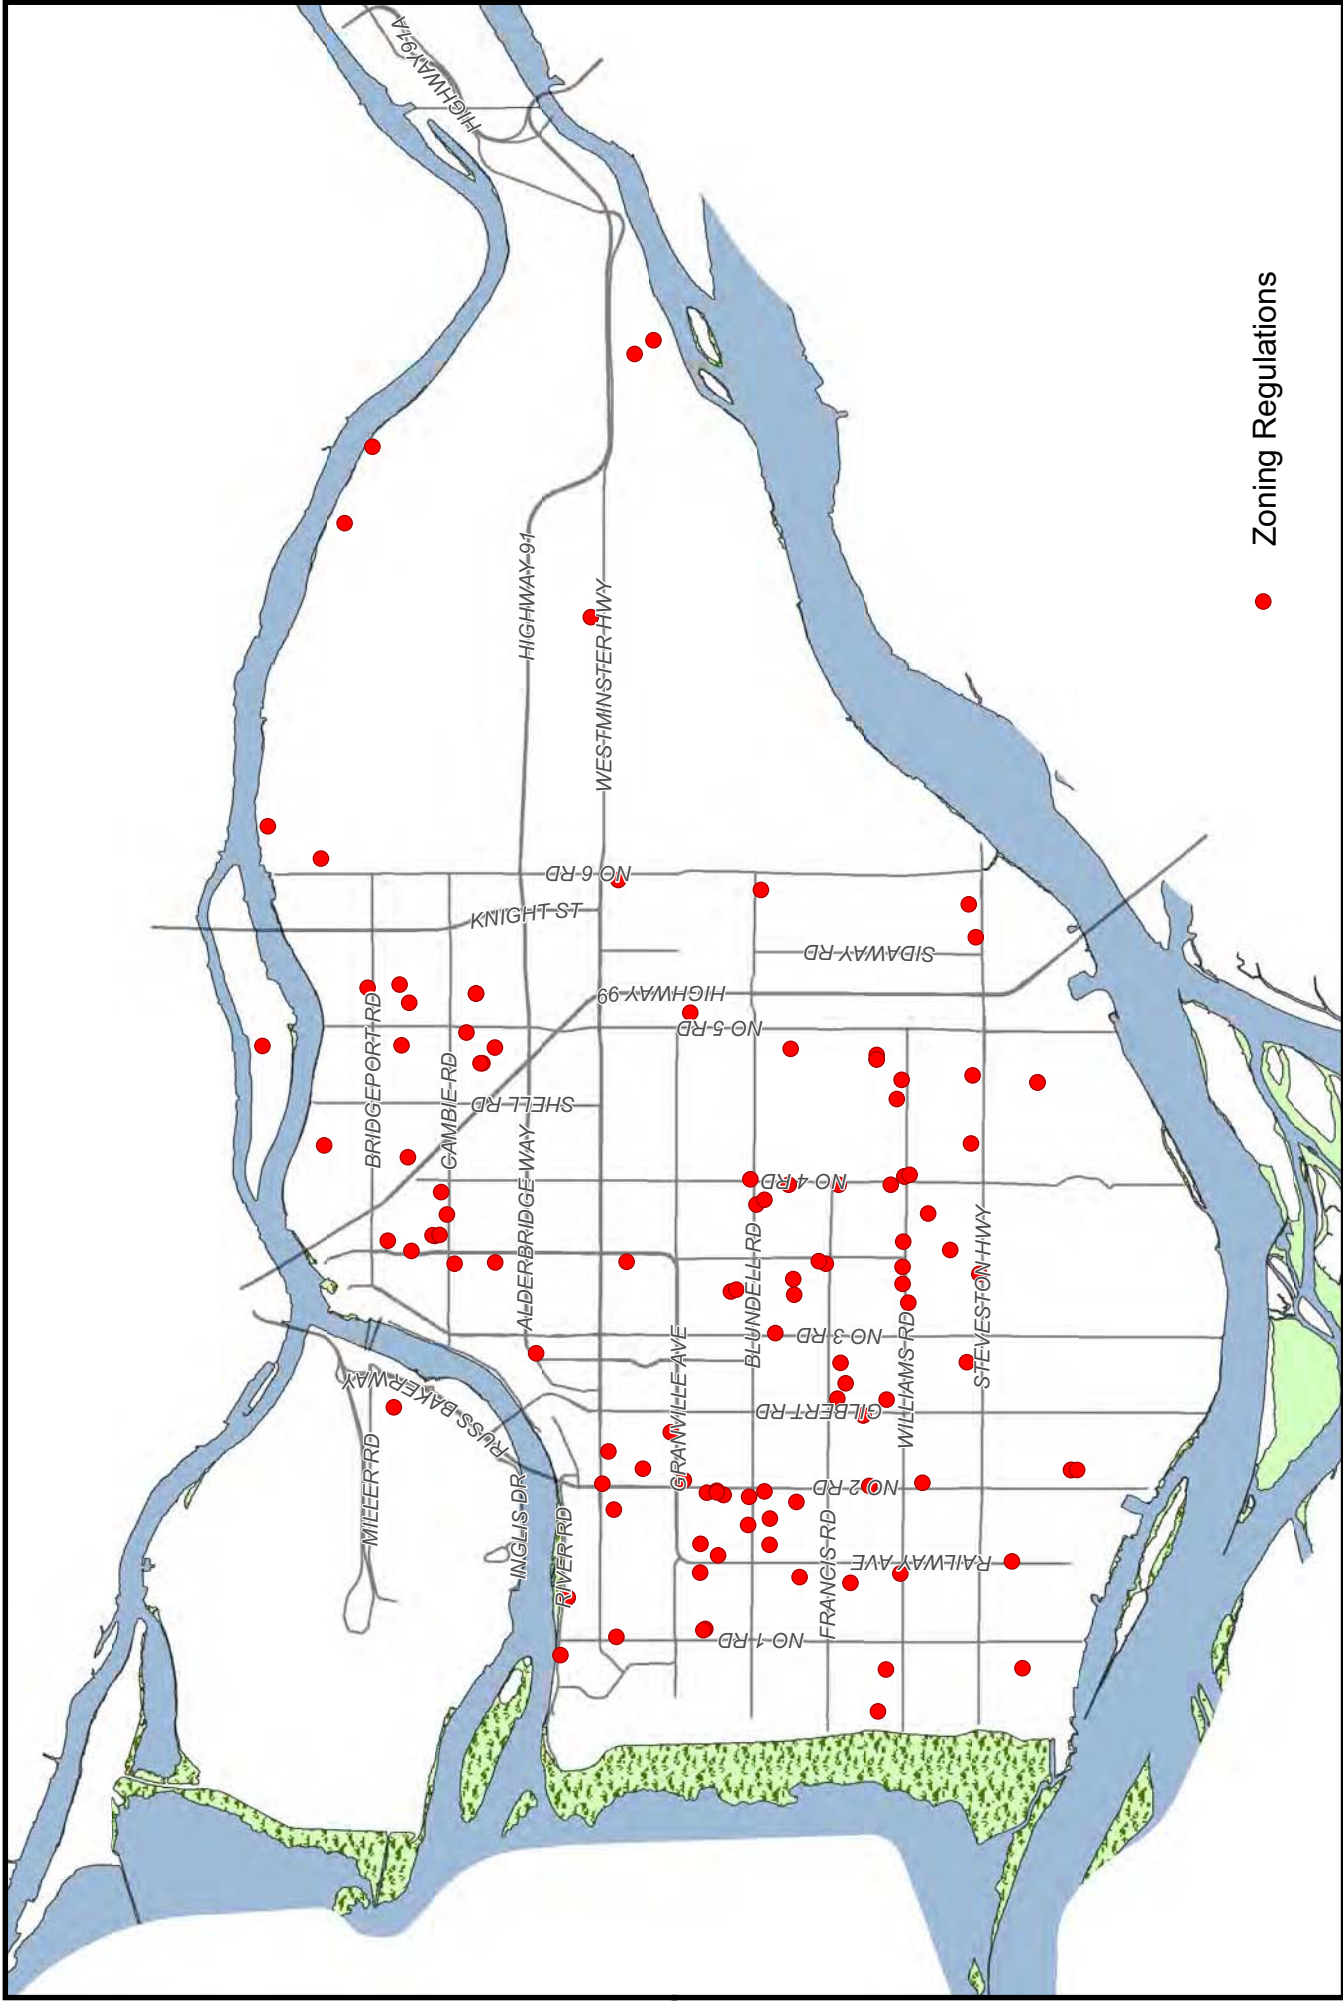 HIGHWAY 91A
HIGHWAY 91
WESTMINSTER HWY
NO 6 RD
KNIGHT ST
SIDAWAY RD
HIGHWAY 99
NO 5 RD
BRIDGEPORT RD
CAMBIE RD
SHELL RD
ALDERBRIDGE WAY
NO 4 RD
BLUNDELL RD
STEVESTON HWY
NO 3 RD
GRANVILLE AVE
WILLIAMS RD
GILBERT RD
RUSS BAKERWAY
MILLER RD
INGLIS DR
RIVER RD
NO 2 RD
FRANCIS RD
RAILWAY AVE
NO 1 RD
Zoning Regulations